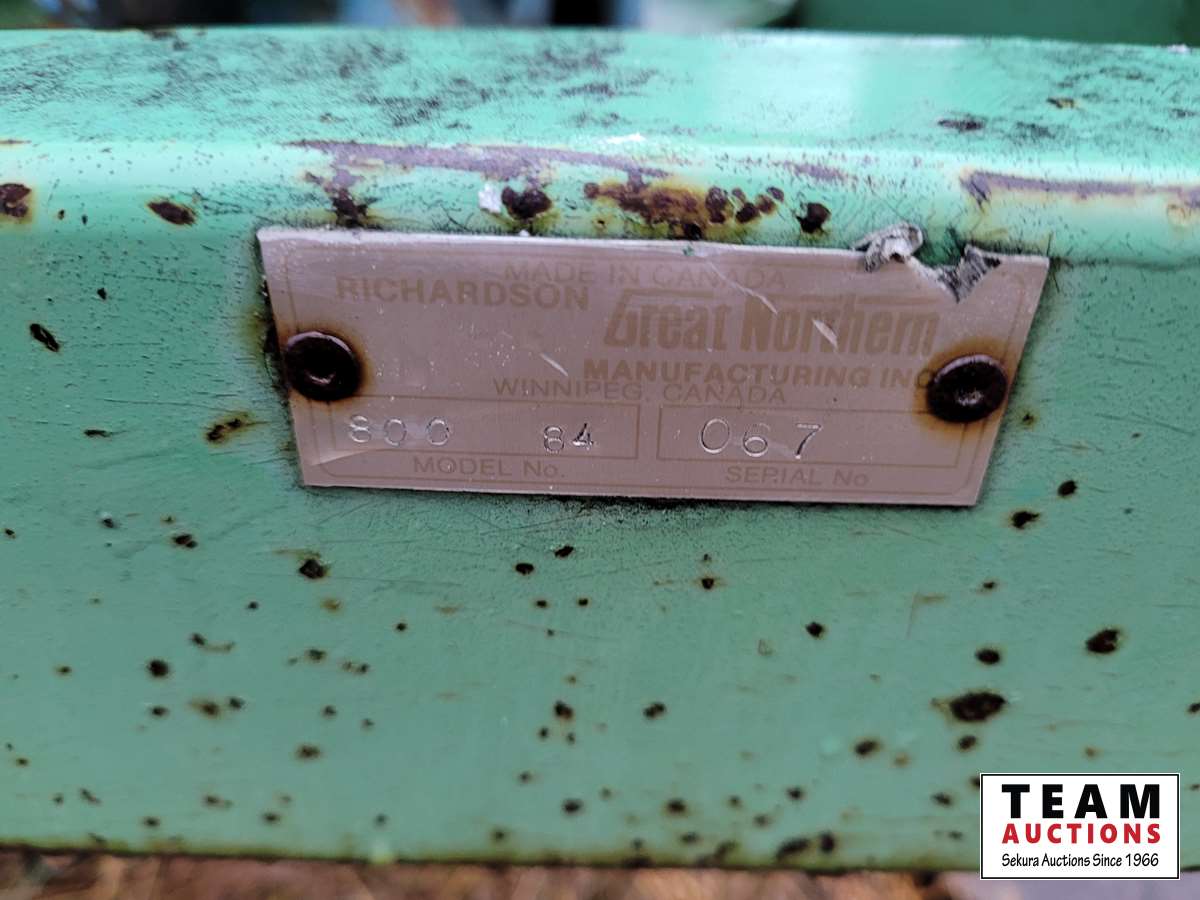 MADE IN CANADA
RICHARDSON Great Northern
MANUFACTURING INC
WINNIPEG, CANADA
800 84 067
MODEL No. SERIAL No
TEAM
AUCTIONS
Sekura Auctions Since 1966